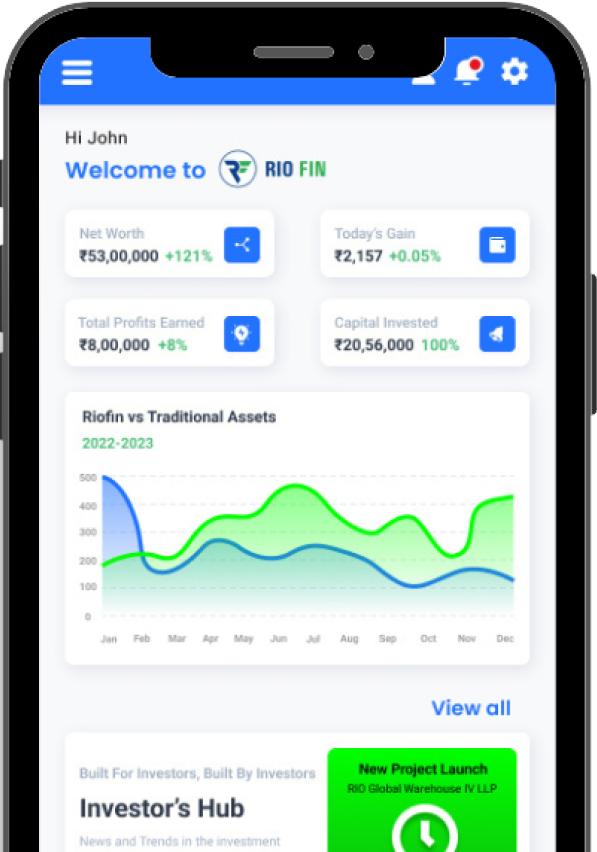 Hi John
Welcome to RIO FIN
Net Worth
₹53,00,000 +121%
Today's Gain
₹2,157 +0.05%
Total Profits Earned
₹8,00,000 +8%
Capital Invested
₹20,56,000 100%
Riofin vs Traditional Assets
2022-2023
500
400
300
200
100
0
Jan Feb Mar Apr May Jun Jul Aug Sep Oct Nov Dec
View all
Built For Investors, Built By Investors
Investor's Hub
News and Trends in the investment
New Project Launch
RIO Global Warehouse IV LLP